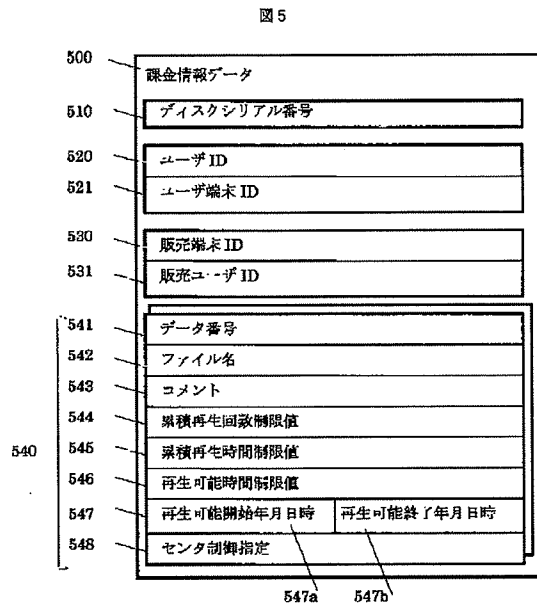 図5
500
課金情報データ
510
ディスクシリアル番号
520
ユーザID
521
ユーザ端末ID
530
販売端末ID
531
販売ユーザID
540
541
データ番号
542
ファイル名
543
コメント
544
累積再生回数制限値
545
累積再生時間制限値
546
再生可能時間制限値
547
再生可能開始年月日時 再生可能終了年月日時
548
センタ制御指定
547a 547b